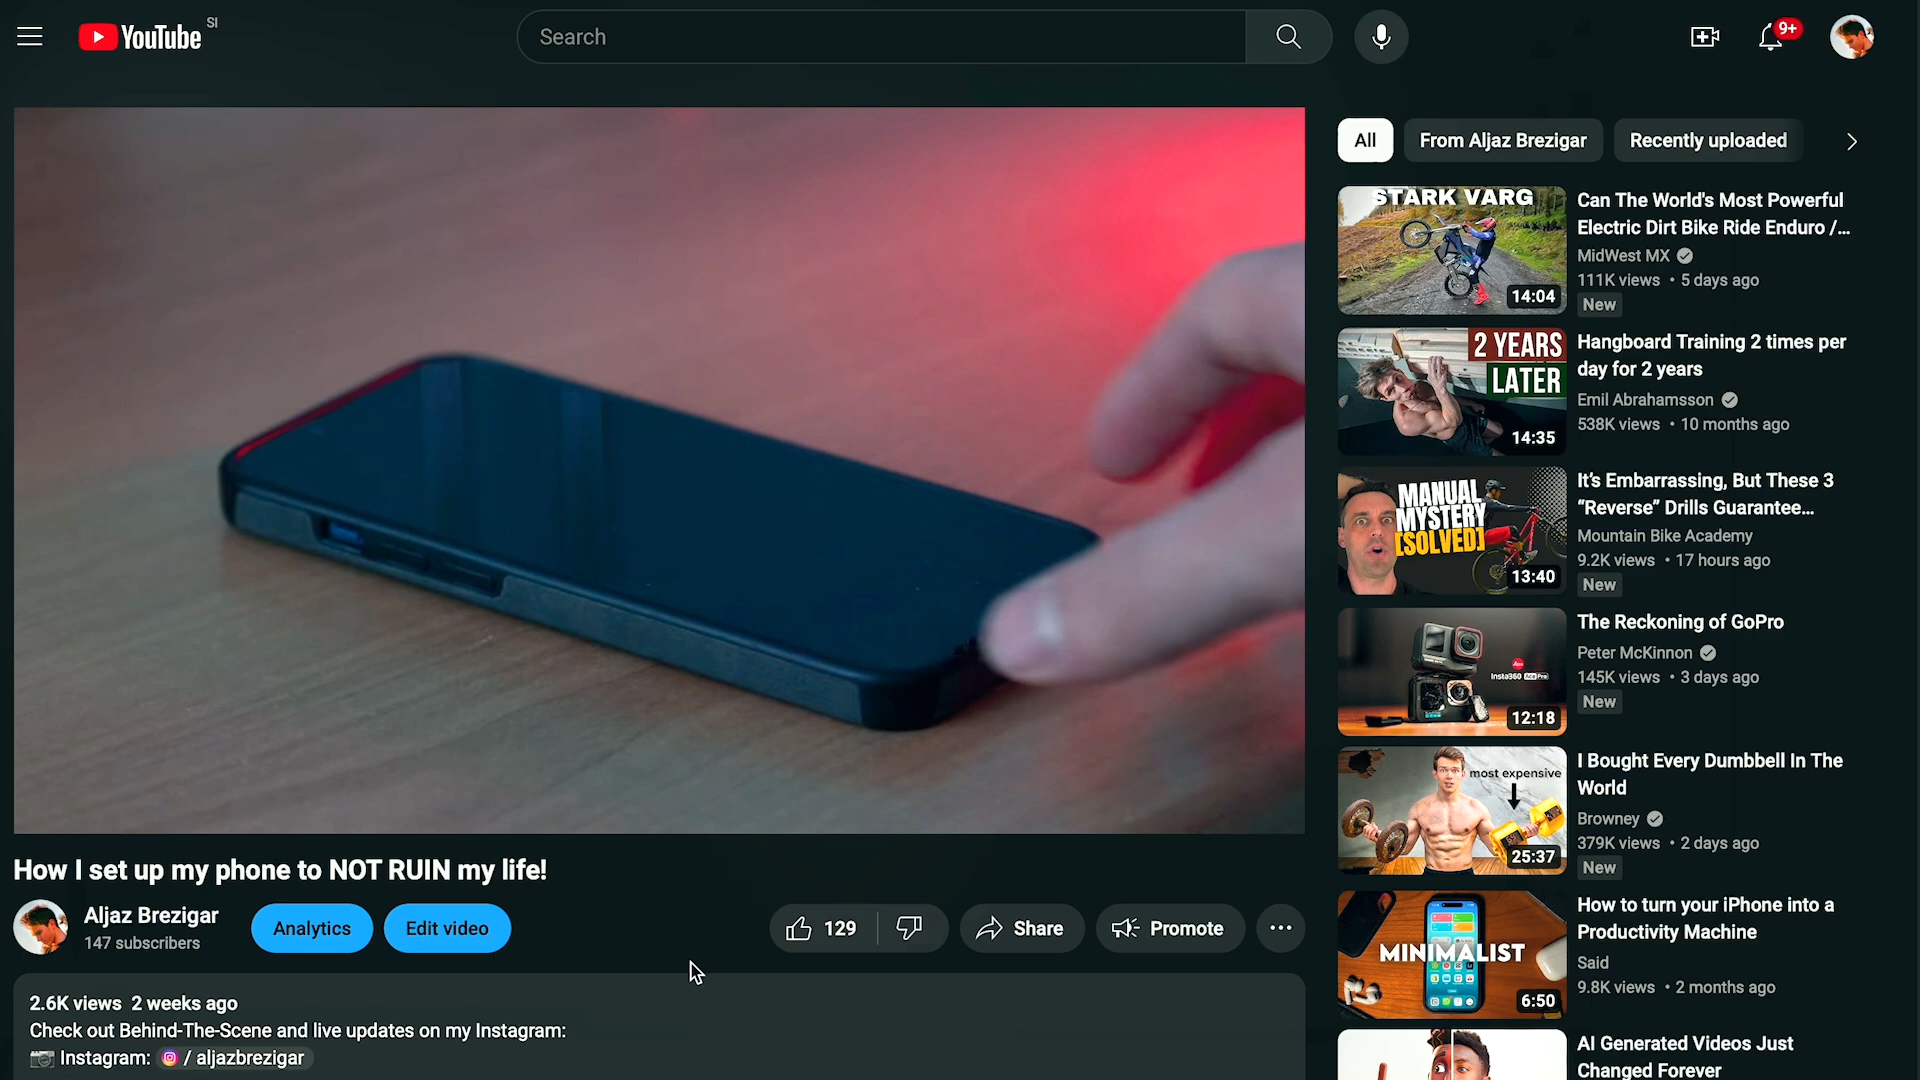 YouTube SI
Search
9+
All
From Aljaz Brezigar
Recently uploaded
STARK VARG
14:04
Can The World's Most Powerful
Electric Dirt Bike Ride Enduro /...
MidWest MX
111K views • 5 days ago
New
2 YEARS
LATER
14:35
Hangboard Training 2 times per
day for 2 years
Emil Abrahamsson
538K views • 10 months ago
MANUAL
MYSTERY
[SOLVED]
13:40
It's Embarrassing, But These 3
“Reverse” Drills Guarantee...
Mountain Bike Academy
9.2K views • 17 hours ago
New
Insta360 Ace Pro
12:18
The Reckoning of GoPro
Peter McKinnon
145K views • 3 days ago
New
most expensive
25:37
I Bought Every Dumbbell In The
World
Browney
379K views • 2 days ago
New
MINIMALIST
6:50
How to turn your iPhone into a
Productivity Machine
Said
9.8K views • 2 months ago
AI Generated Videos Just
Changed Forever
How I set up my phone to NOT RUIN my life!
Aljaz Brezigar
147 subscribers
Analytics
Edit video
129
Share
Promote
2.6K views 2 weeks ago
Check out Behind-The-Scene and live updates on my Instagram:
Instagram: / aljazbrezigar